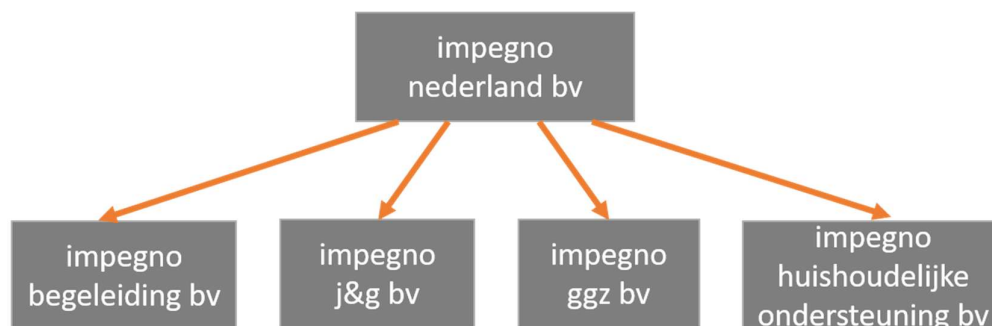 impegno
nederland bv
impegno
begeleiding bv
impegno
j&g bv
impegno
ggz bv
impegno
huishoudelijke
ondersteuning bv